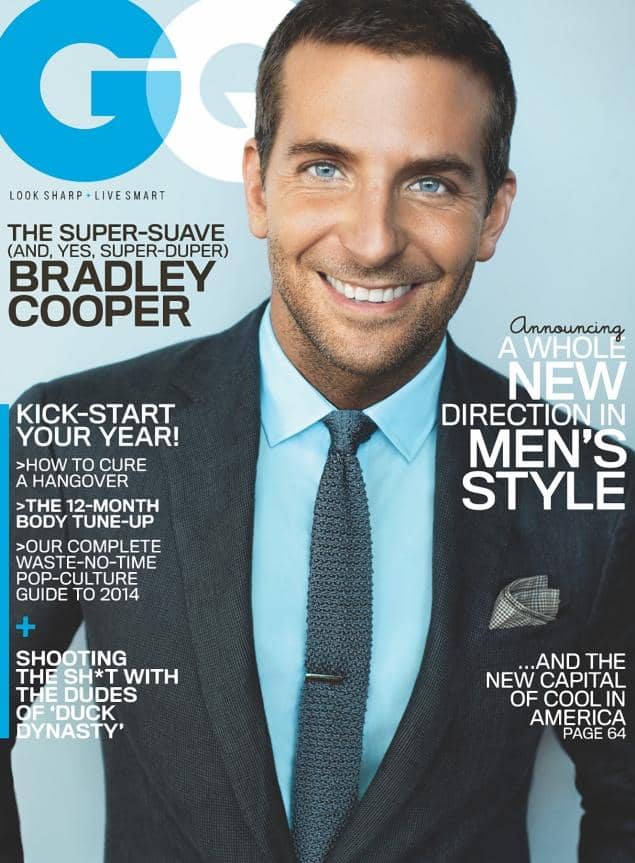 GQ
LOOK SHARP + LIVE SMART
THE SUPER-SUAVE
(AND, YES, SUPER-DUPER)
BRADLEY
COOPER
Announcing
A WHOLE
NEW
DIRECTION IN
MEN'S
STYLE
KICK-START
YOUR YEAR!
>HOW TO CURE
A HANGOVER
>THE 12-MONTH
BODY TUNE-UP
>OUR COMPLETE
WASTE-NO-TIME
POP-CULTURE
GUIDE TO 2014
+
SHOOTING
THE SH*T WITH
THE DUDES
OF 'DUCK
DYNASTY'
...AND THE
NEW CAPITAL
OF COOL IN
AMERICA
PAGE 64